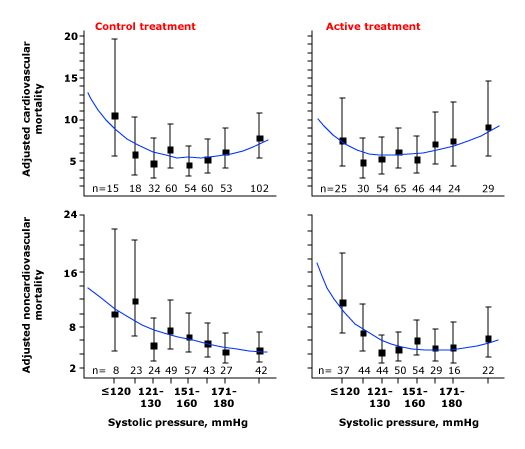 Control treatment
Active treatment
Adjusted cardiovascular
mortality
20
15
10
5
n=15 18 32 60 54 60 53 102
n=25 30 54 65 46 44 24 29
Adjusted noncardiovascular
mortality
24
16
8
2
n= 8 23 24 49 57 43 27 42
n= 37 44 44 50 54 29 16 22
≤120 121- 151- 171-
130 160 180
≤120 121- 151- 171-
130 160 180
Systolic pressure, mmHg
Systolic pressure, mmHg